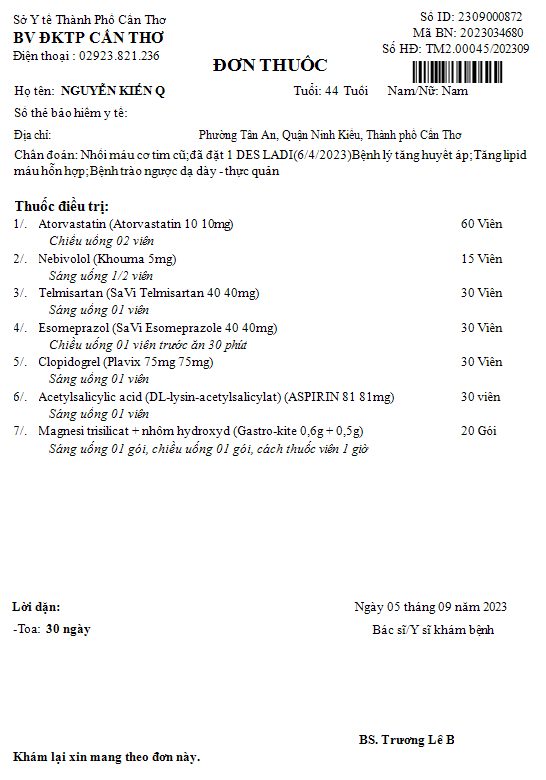 Sở Y tế Thành Phố Cần Thơ
BV ĐKTP CẦN THƠ
Điện thoại : 02923.821.236
Số ID: 2309000872
Mã BN: 2023034680
Số HĐ: TM2.00045/202309
ĐƠN THUỐC
Họ tên: NGUYỄN KIẾN Q Tuổi: 44 Tuổi Nam/Nữ: Nam
Số thẻ bảo hiểm y tế:
Địa chỉ: Phường Tân An, Quận Ninh Kiều, Thành phố Cần Thơ
Chẩn đoán: Nhồi máu cơ tim cũ;đã đặt 1 DES LADI(6/4/2023)Bệnh lý tăng huyết áp;Tăng lipid
máu hỗn hợp;Bệnh trào ngược dạ dày - thực quản
Thuốc điều trị:
1/. Atorvastatin (Atorvastatin 10 10mg) 60 Viên
Chiều uống 02 viên
2/. Nebivolol (Khouma 5mg) 15 Viên
Sáng uống 1/2 viên
3/. Telmisartan (SaVi Telmisartan 40 40mg) 30 Viên
Sáng uống 01 viên
4/. Esomeprazol (SaVi Esomeprazole 40 40mg) 30 Viên
Chiều uống 01 viên trước ăn 30 phút
5/. Clopidogrel (Plavix 75mg 75mg) 30 Viên
Sáng uống 01 viên
6/. Acetylsalicylic acid (DL-lysin-acetylsalicylat) (ASPIRIN 81 81mg) 30 viên
Sáng uống 01 viên
7/. Magnesi trisilicat + nhôm hydroxyd (Gastro-kite 0,6g + 0,5g) 20 Gói
Sáng uống 01 gói, chiều uống 01 gói, cách thuốc viên 1 giờ
Lời dặn:
Ngày 05 tháng 09 năm 2023
-Toa: 30 ngày
Bác sĩ/Y sĩ khám bệnh
BS. Trương Lê B
Khám lại xin mang theo đơn này.